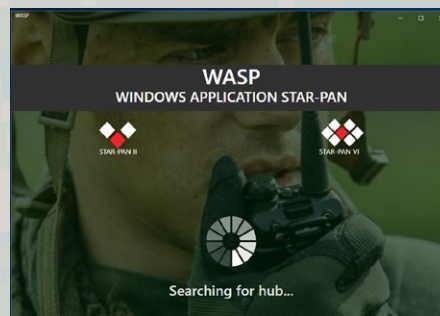 WASP
WASP
WINDOWS APPLICATION STAR-PAN
STAR-PAN II
STAR-PAN VI
Searching for hub...